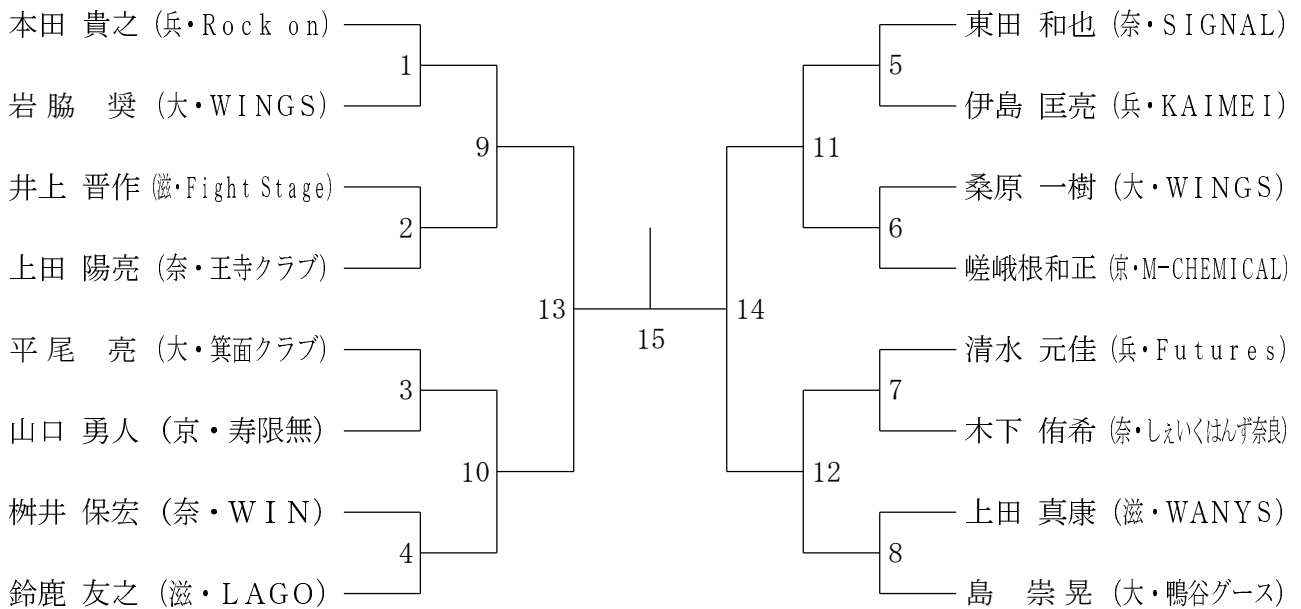 本田 貴之 (兵・Rock on)
1
岩脇 奨 (大・WINGS)
9
井上 晋作 (滋・Fight Stage)
2
上田 陽亮 (奈・王寺クラブ)
13
平尾 亮 (大・箕面クラブ)
3
山口 勇人 (京・寿限無)
10
桝井 保宏 (奈・WIN)
4
鈴鹿 友之 (滋・LAGO)
15
東田 和也 (奈・SIGNAL)
5
伊島 匡亮 (兵・KAIMEI)
11
桑原 一樹 (大・WINGS)
6
嵯峨根和正 (京・M-CHEMICAL)
14
清水 元佳 (兵・Futures)
7
木下 侑希 (奈・しぇいくはんず奈良)
12
上田 真康 (滋・WANYS)
8
島 崇晃 (大・鴨谷グース)